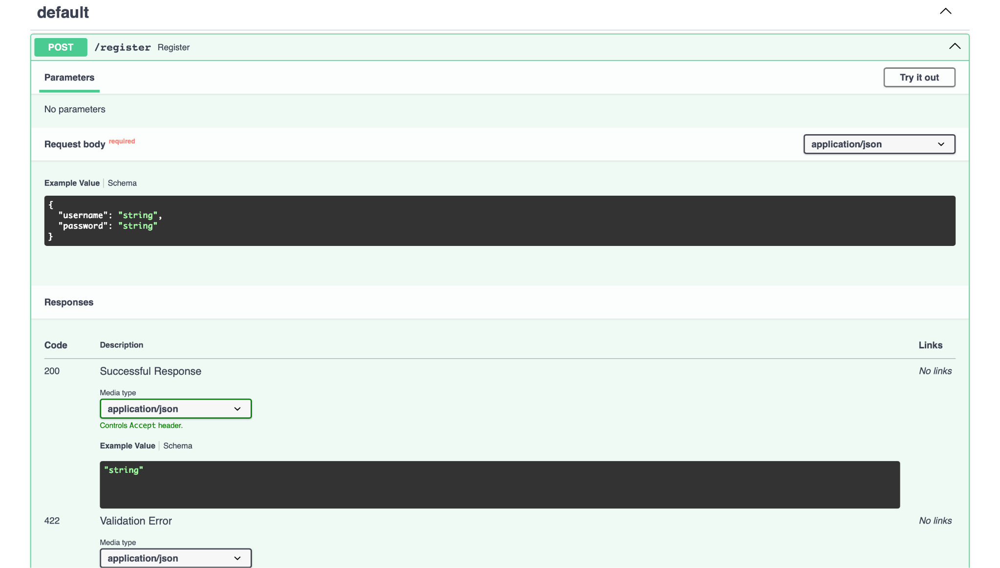 default
POST /register Register
Parameters Try it out
No parameters
Request body required application/json
Example Value Schema
{
"username": "string",
"password": "string"
}
Responses
Code Description Links
200 Successful Response No links
Media type
application/json
Controls Accept header.
Example Value Schema
"string"
422 Validation Error No links
Media type
application/json